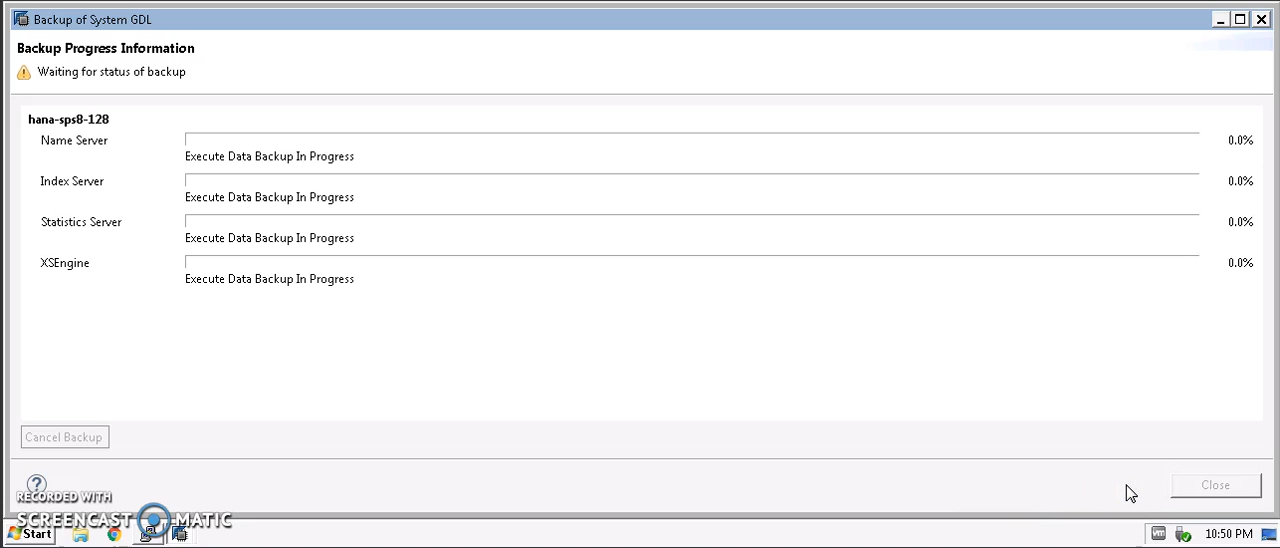 Backup of System GDL
Backup Progress Information
Waiting for status of backup
hana-sps8-128
Name Server 0.0%
Execute Data Backup In Progress
Index Server 0.0%
Execute Data Backup In Progress
Statistics Server 0.0%
Execute Data Backup In Progress
XSEngine 0.0%
Execute Data Backup In Progress
Cancel Backup
?
Close
RECORDED WITH
SCREENCAST MATIC
Start
vm
10:50 PM